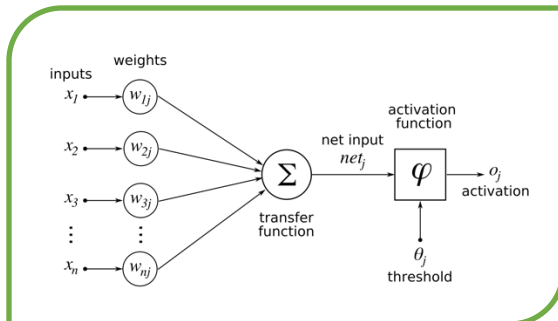 inputs
weights
x₁
w₁ⱼ
x₂
w₂ⱼ
x₃
w₃ⱼ
⋮ ⋮
⋮
xₙ
wₙⱼ
Σ
transfer
function
net input
netⱼ
activation
function
φ
oⱼ
activation
θⱼ
threshold